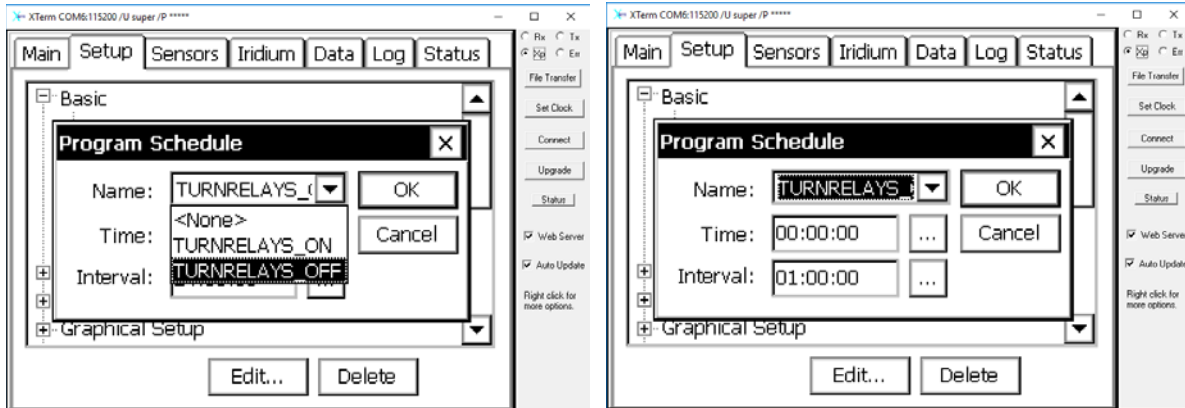 XTerm COM6:115200 /U super /P *****
Main Setup Sensors Iridium Data Log Status
Rx Tx
Xp Err
File Transfer
Set Clock
Connect
Upgrade
Status
Web Server
Auto Update
Right click for
more options.
Basic
Program Schedule
Name: TURNRELAYS_ OK
<None>
Time: TURNRELAYS_ON Cancel
Interval: TURNRELAYS_OFF
Graphical Setup
Edit... Delete
XTerm COM6:115200 /U super /P *****
Main Setup Sensors Iridium Data Log Status
Rx Tx
Xp Err
File Transfer
Set Clock
Connect
Upgrade
Status
Web Serve
Auto Update
Right click for
more options.
Basic
Program Schedule
Name: TURNRELAYS_ OK
Time: 00:00:00 ... Cancel
Interval: 01:00:00 ...
Graphical Setup
Edit... Delete